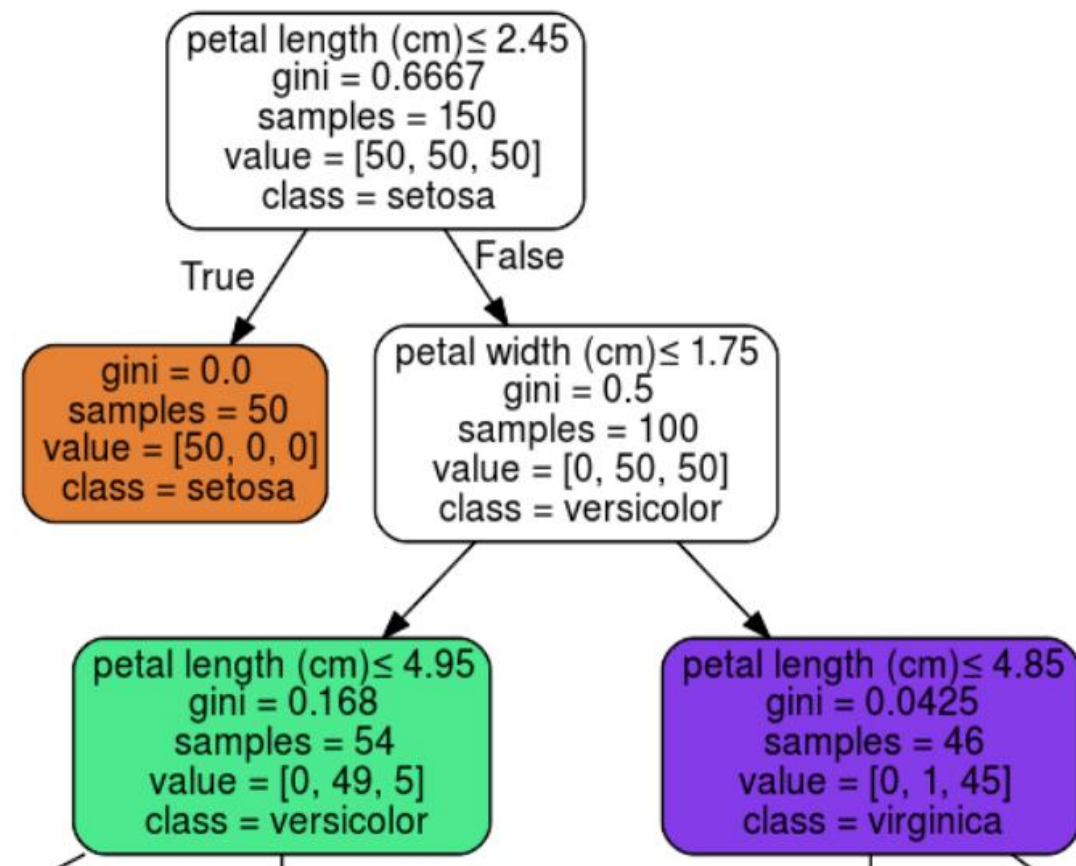 petal length (cm)≤ 2.45
gini = 0.6667
samples = 150
value = [50, 50, 50]
class = setosa
True
False
gini = 0.0
samples = 50
value = [50, 0, 0]
class = setosa
petal width (cm)≤ 1.75
gini = 0.5
samples = 100
value = [0, 50, 50]
class = versicolor
petal length (cm)≤ 4.95
gini = 0.168
samples = 54
value = [0, 49, 5]
class = versicolor
petal length (cm)≤ 4.85
gini = 0.0425
samples = 46
value = [0, 1, 45]
class = virginica